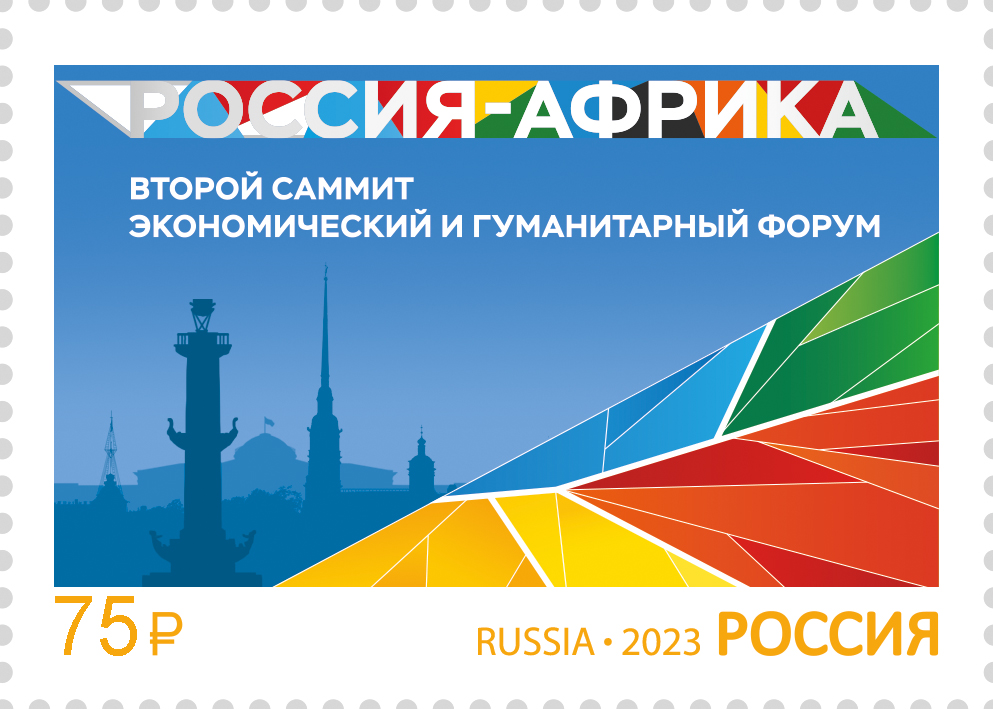 РОССИЯ-АФРИКА
ВТОРОЙ САММИТ
ЭКОНОМИЧЕСКИЙ И ГУМАНИТАРНЫЙ ФОРУМ
75 ₽ RUSSIA • 2023 РОССИЯ